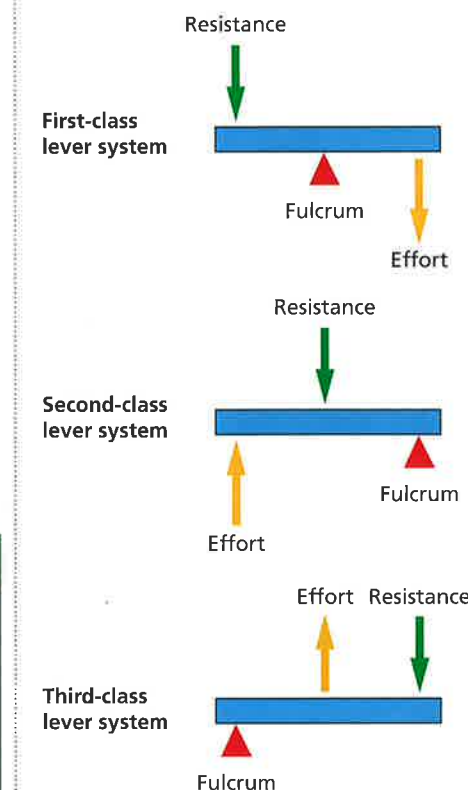 Resistance
First-class
lever system
Fulcrum
Effort
Resistance
Second-class
lever system
Fulcrum
Effort
Effort Resistance
Third-class
lever system
Fulcrum